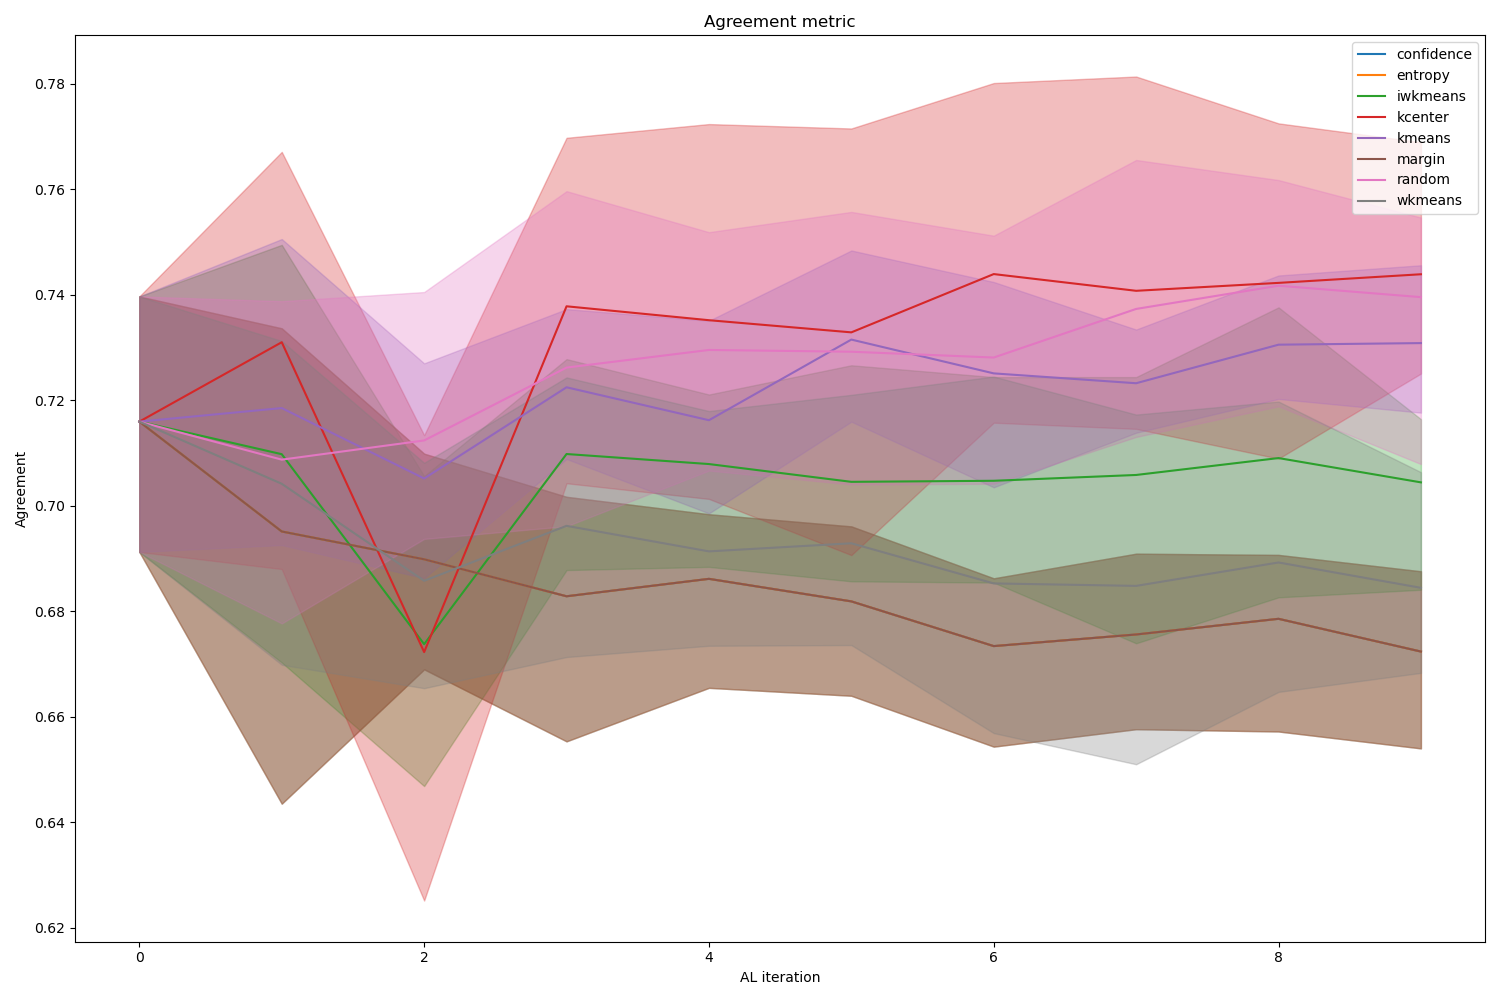 Agreement metric
confidence
entropy
iwkmeans
kcenter
kmeans
margin
random
wkmeans
Agreement
0.78
0.76
0.74
0.72
0.70
0.68
0.66
0.64
0.62
0
2
4
6
8
AL iteration